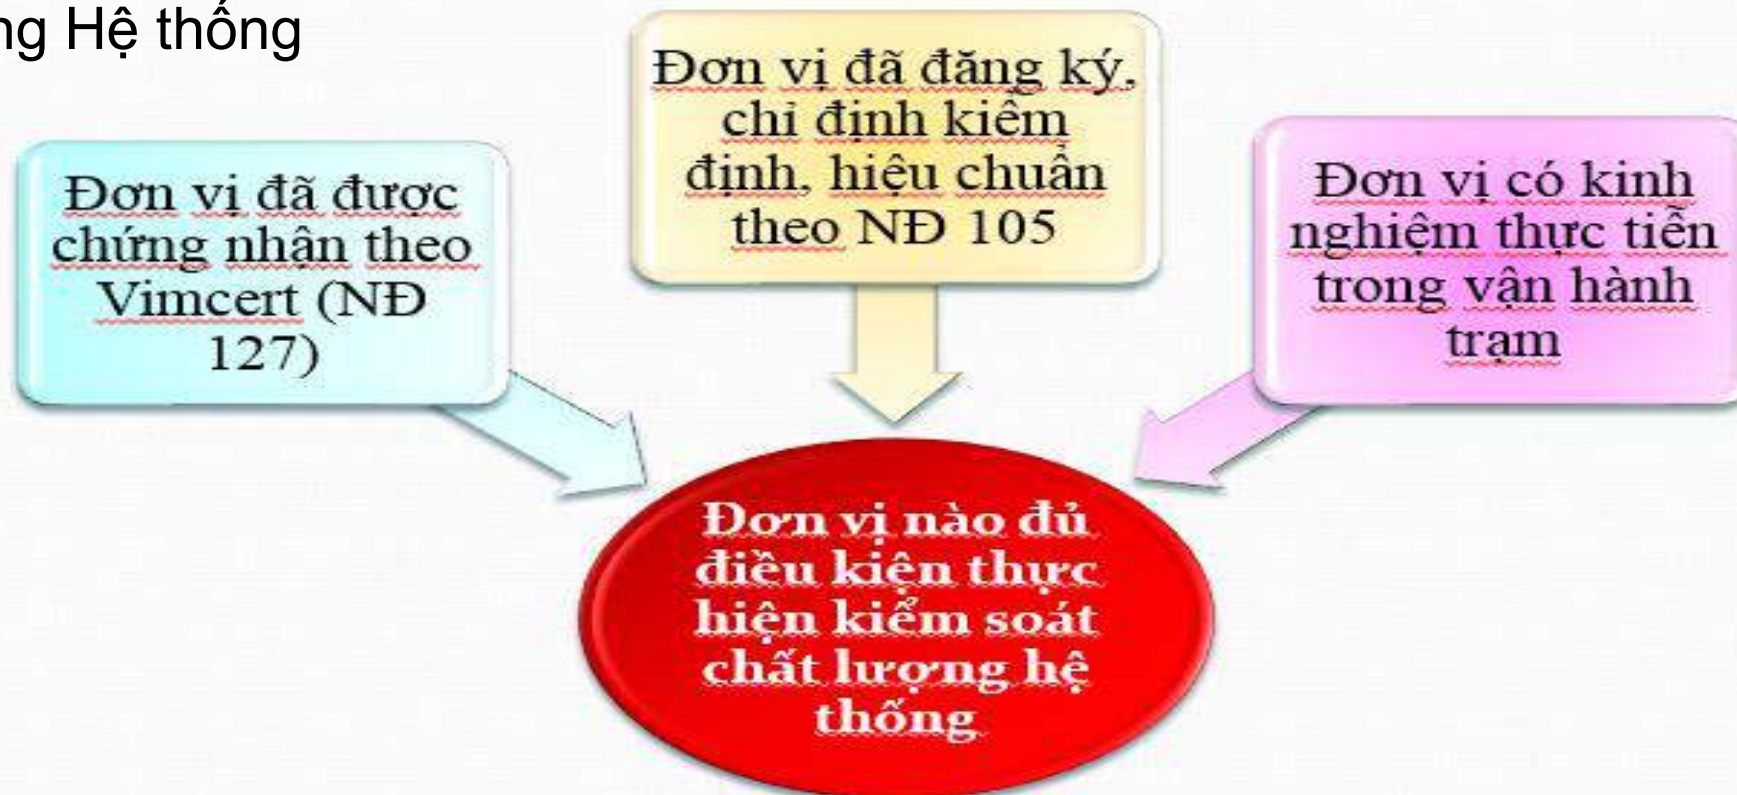 ng Hệ thống
Đơn vị đã được
chứng nhận theo
Vimcert (NĐ
127)
Đơn vị đã đăng ký,
chỉ định kiểm
định, hiệu chuẩn
theo NĐ 105
Đơn vị có kinh
nghiệm thực tiễn
trong vận hành
trạm
Đơn vị nào đủ
điều kiện thực
hiện kiểm soát
chất lượng hệ
thống